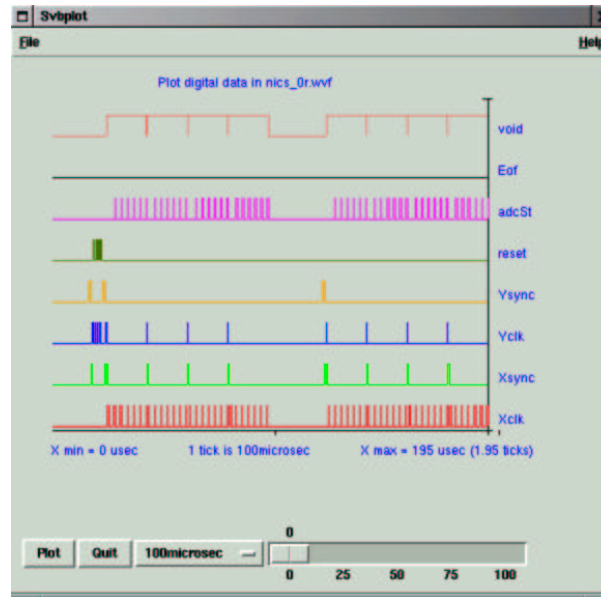 Svbplot
File Help
Plot digital data in nics_0r.wvf
void
Eof
adcSt
reset
Ysync
Yclk
Xsync
Xclk
X min = 0 usec 1 tick is 100microsec X max = 195 usec (1.95 ticks)
0
Plot Quit 100microsec
0 25 50 75 100